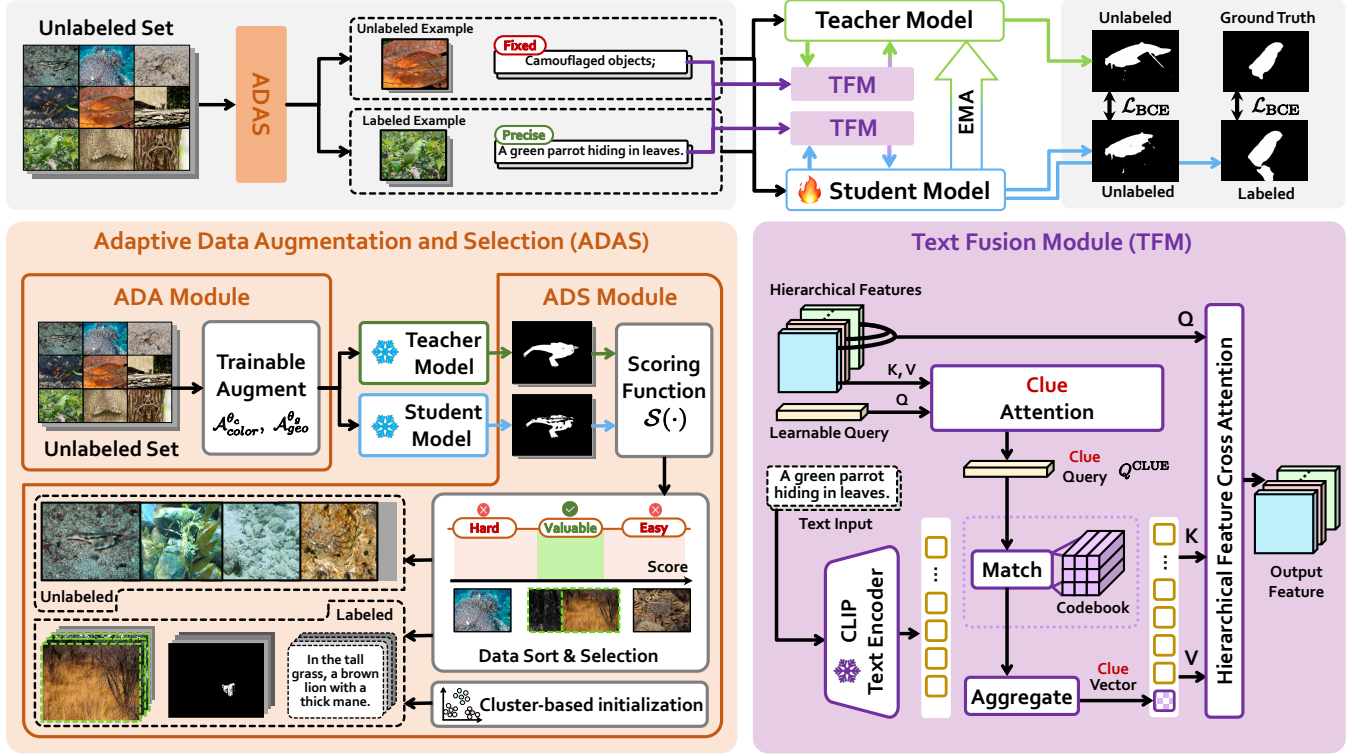 Unlabeled Set
ADAS
Unlabeled Example
Fixed
Camouflaged objects;
Labeled Example
Precise
A green parrot hiding in leaves.
Teacher Model
TFM
TFM
EMA
Student Model
Unlabeled
Ground Truth
ℒ_BCE
ℒ_BCE
Unlabeled
Labeled
Adaptive Data Augmentation and Selection (ADAS)
ADA Module
Unlabeled Set
Trainable
Augment
𝒜_color^θc, 𝒜_geo^θg
Teacher
Model
Student
Model
ADS Module
Scoring
Function
𝒮(·)
Hard
Valuable
Easy
Score
Data Sort & Selection
Unlabeled
Labeled
In the tall
grass, a brown
lion with a
thick mane.
Cluster-based initialization
Text Fusion Module (TFM)
Hierarchical Features
K, V
Q
Learnable Query
Clue
Attention
Q
Clue
Query Q^CLUE
A green parrot
hiding in leaves.
Text Input
CLIP
Text Encoder
...
Match
Codebook
Aggregate
Clue
Vector
...
K
V
Hierarchical Feature Cross Attention
Output
Feature